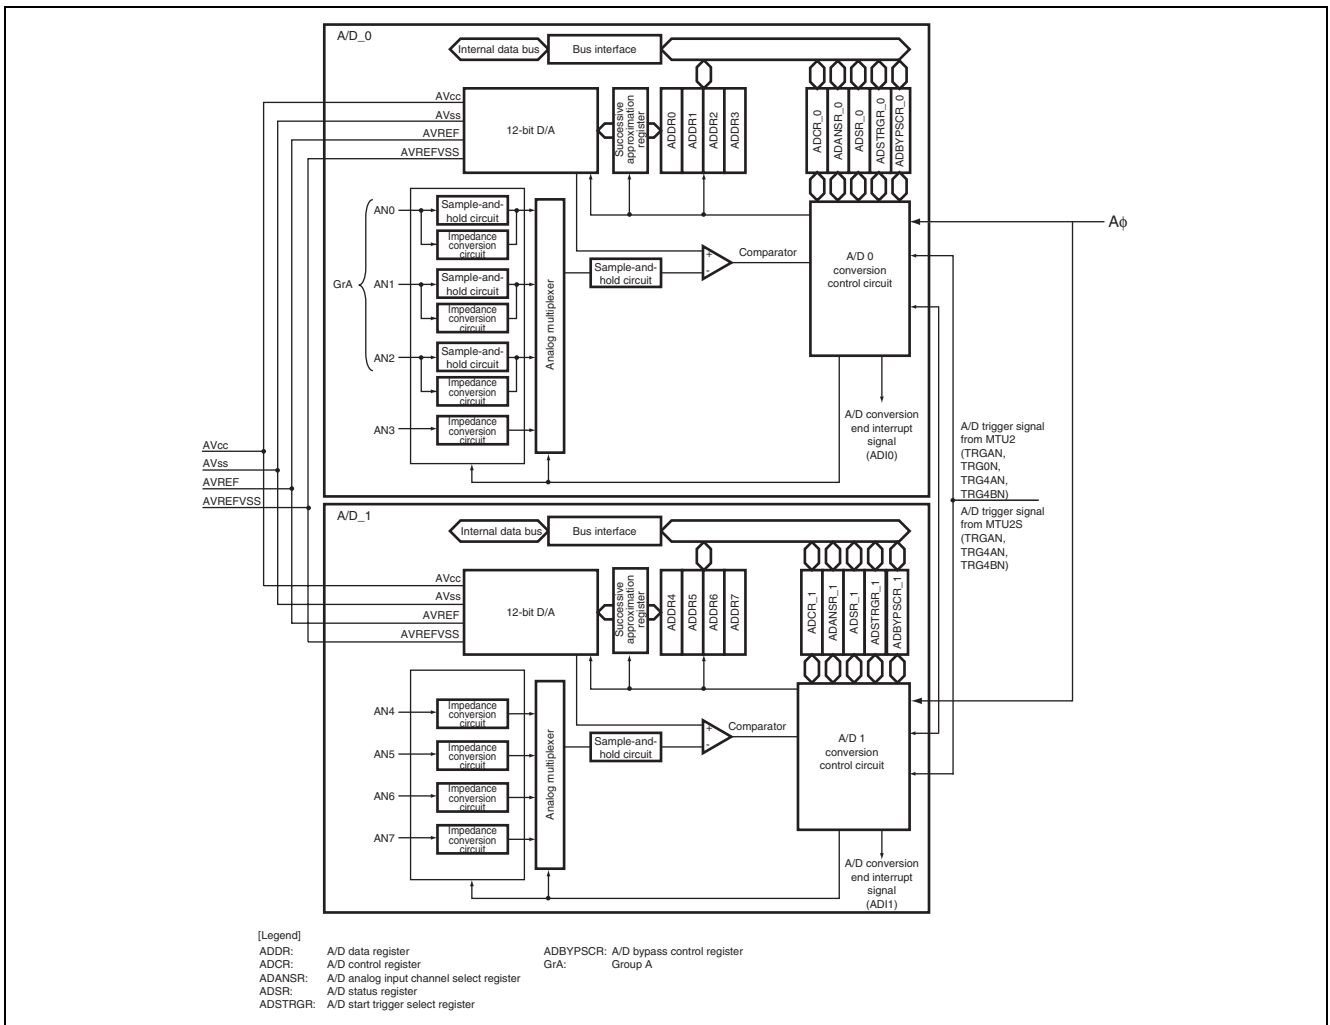 A/D_0
Internal data bus
Bus interface
AVcc
AVss
AVREF
AVREFVSS
12-bit D/A
Successive
approximation
register
ADDR0
ADDR1
ADDR2
ADDR3
ADCR_0
ADANSR_0
ADSR_0
ADSTRGR_0
ADBYPSCR_0
GrA
AN0
Sample-and-
hold circuit
Impedance
conversion
circuit
AN1
Sample-and-
hold circuit
Impedance
conversion
circuit
AN2
Sample-and-
hold circuit
Impedance
conversion
circuit
AN3
Impedance
conversion
circuit
Analog multiplexer
Sample-and-
hold circuit
+
-
Comparator
A/D 0
conversion
control circuit
Aϕ
A/D conversion
end interrupt
signal
(ADI0)
A/D trigger signal
from MTU2
(TRGAN,
TRG0N,
TRG4AN,
TRG4BN)
A/D trigger signal
from MTU2S
(TRGAN,
TRG4AN,
TRG4BN)
AVcc
AVss
AVREF
AVREFVSS
A/D_1
Internal data bus
Bus interface
AVcc
AVss
AVREF
AVREFVSS
12-bit D/A
Successive
approximation
register
ADDR4
ADDR5
ADDR6
ADDR7
ADCR_1
ADANSR_1
ADSR_1
ADSTRGR_1
ADBYPSCR_1
AN4
Impedance
conversion
circuit
AN5
Impedance
conversion
circuit
AN6
Impedance
conversion
circuit
AN7
Impedance
conversion
circuit
Analog multiplexer
Sample-and-
hold circuit
+
-
Comparator
A/D 1
conversion
control circuit
A/D conversion
end interrupt
signal
(ADI1)
[Legend]
ADDR: A/D data register
ADCR: A/D control register
ADANSR: A/D analog input channel select register
ADSR: A/D status register
ADSTRGR: A/D start trigger select register
ADBYPSCR: A/D bypass control register
GrA: Group A